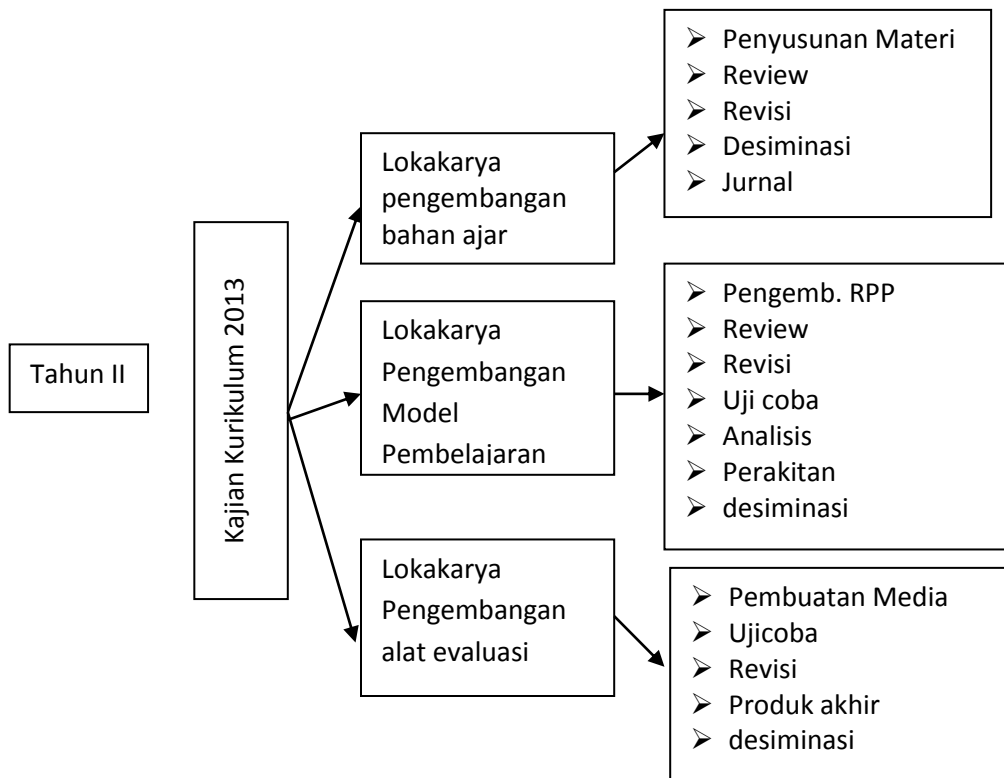 Tahun II
Kajian Kurikulum 2013
Lokakarya
pengembangan
bahan ajar
➢ Penyusunan Materi
➢ Review
➢ Revisi
➢ Desiminasi
➢ Jurnal
Lokakarya
Pengembangan
Model
Pembelajaran
➢ Pengemb. RPP
➢ Review
➢ Revisi
➢ Uji coba
➢ Analisis
➢ Perakitan
➢ desiminasi
Lokakarya
Pengembangan
alat evaluasi
➢ Pembuatan Media
➢ Ujicoba
➢ Revisi
➢ Produk akhir
➢ desiminasi